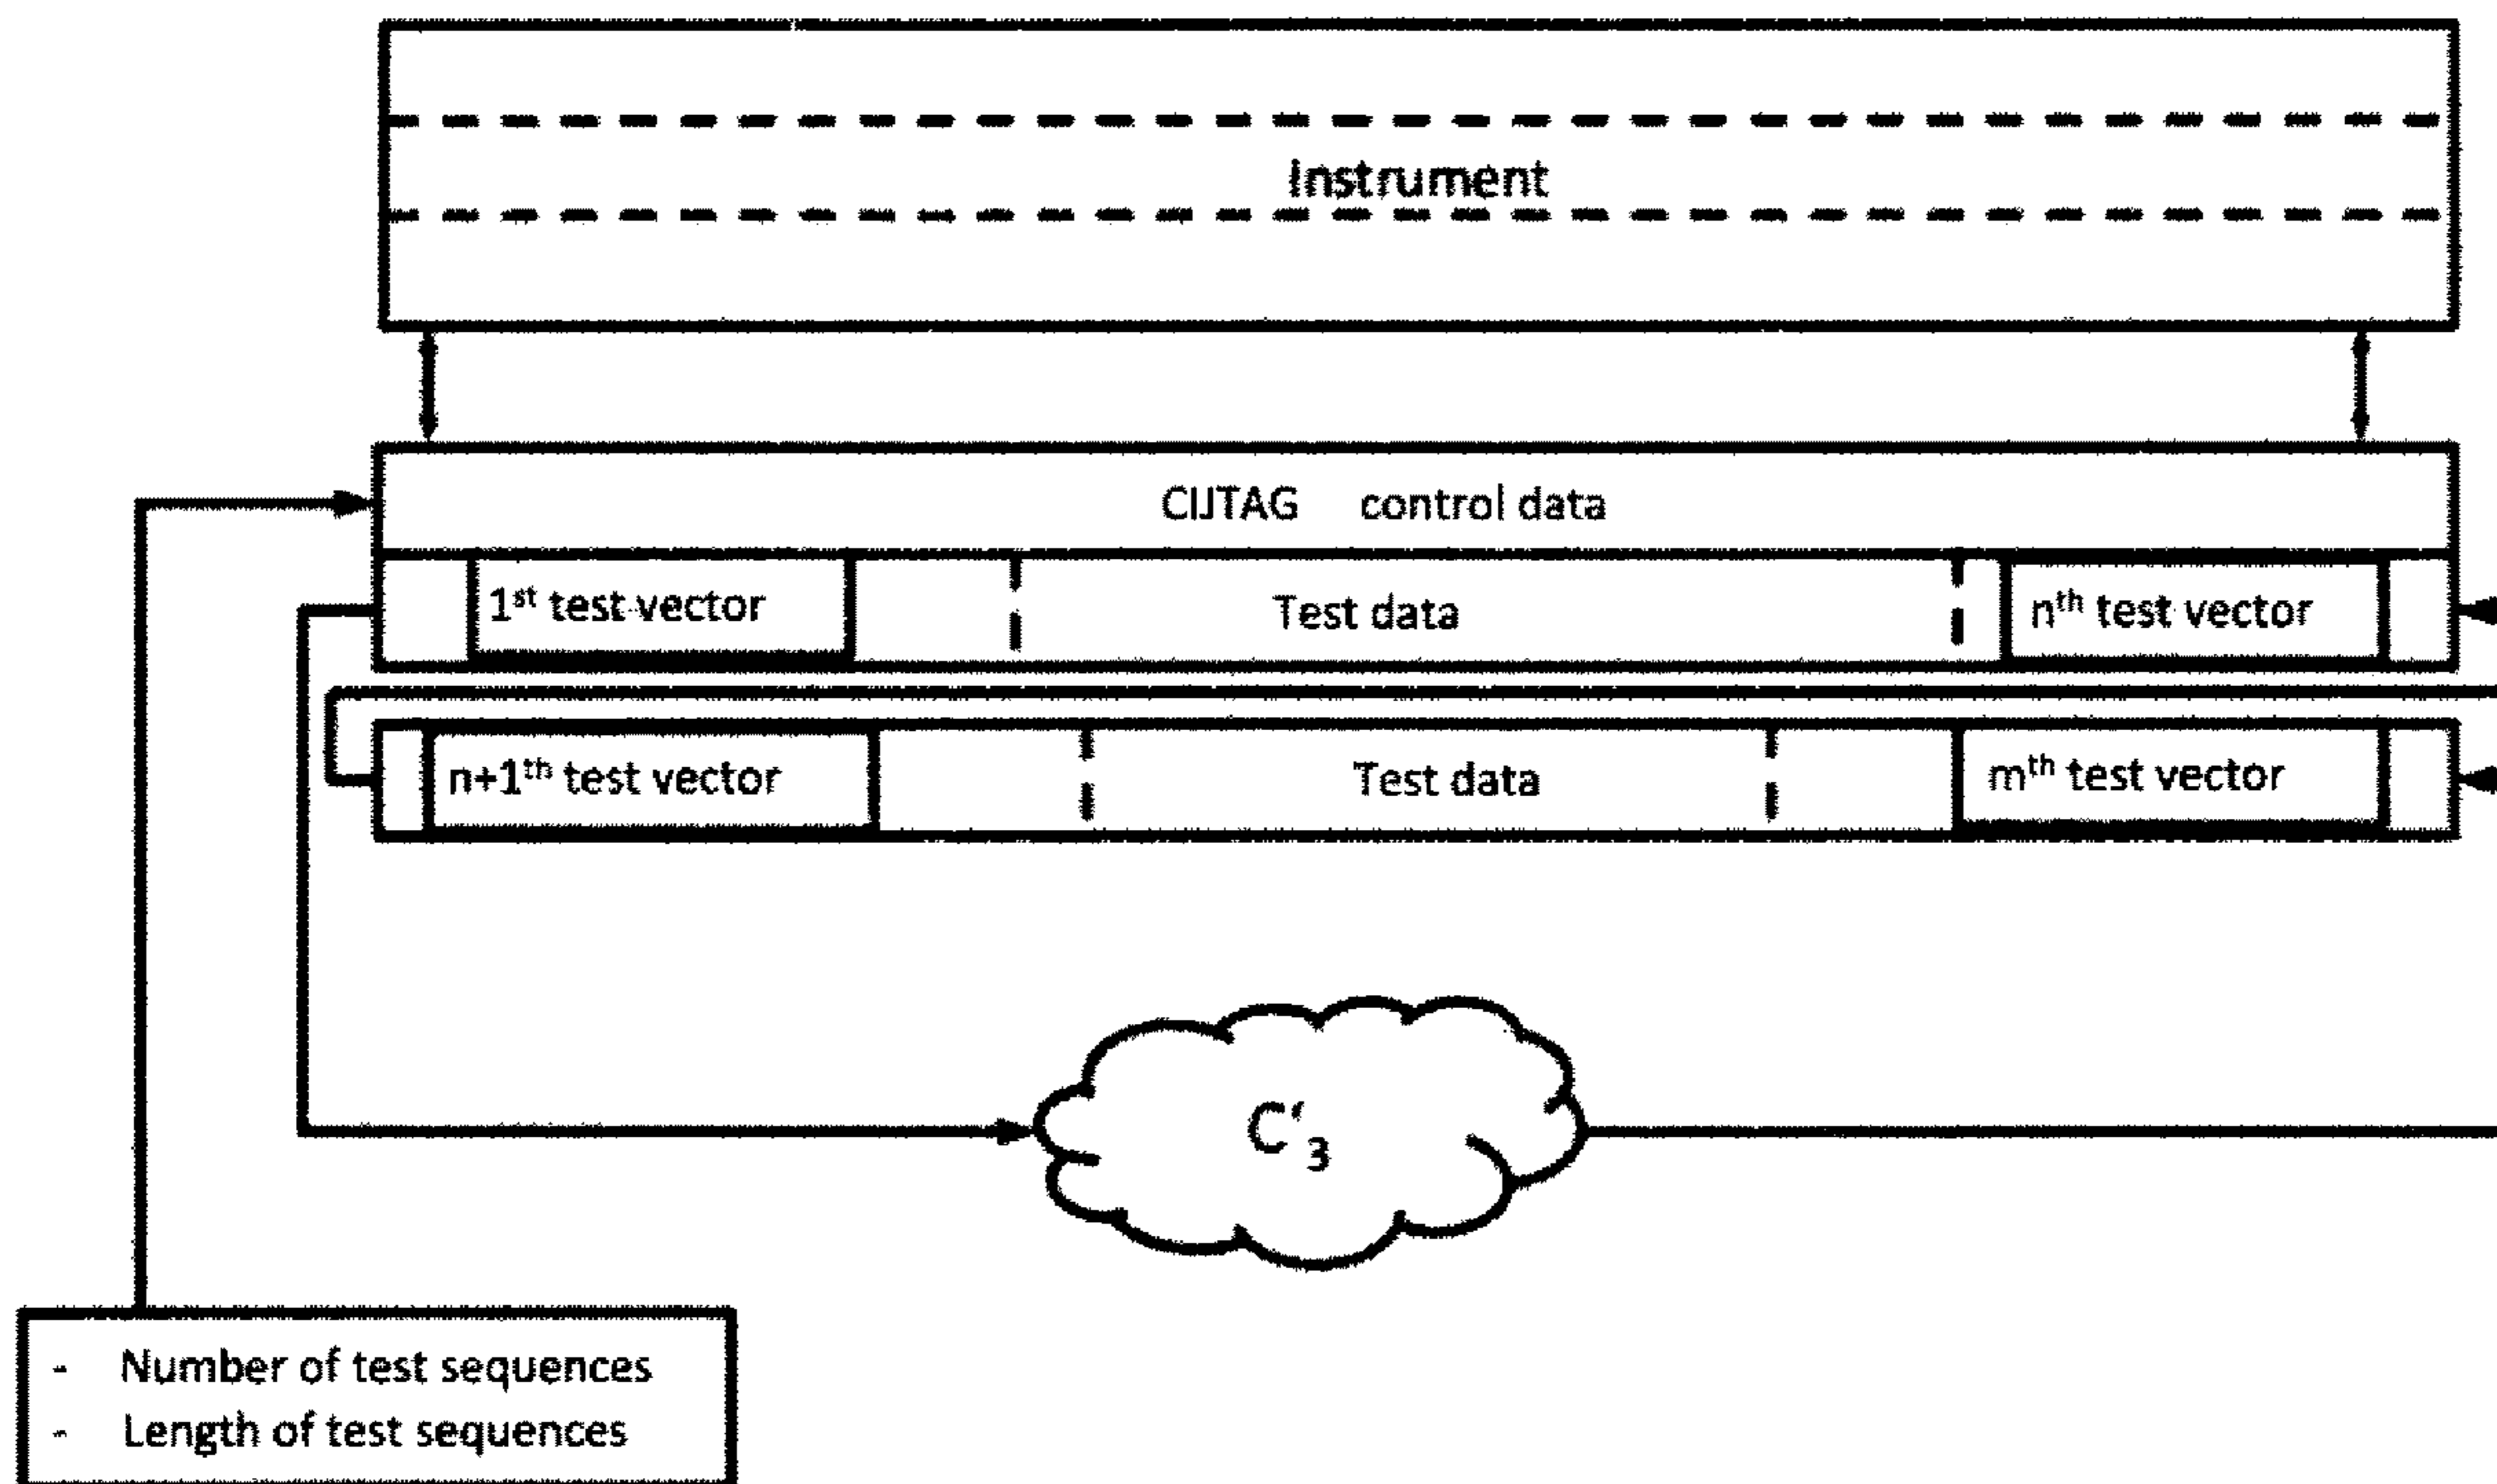 Instrument
CIJTAG control data
1st test vector Test data nth test vector
n+1th test vector Test data mth test vector
C'3
- Number of test sequences
- Length of test sequences